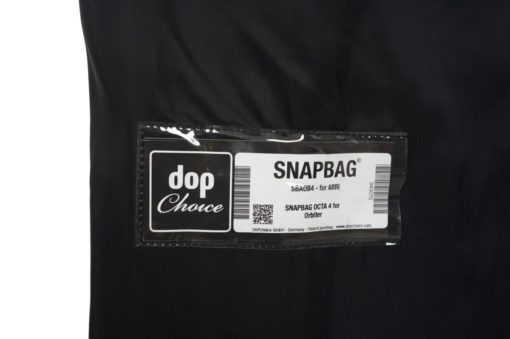 dop
Choice
SNAPBAG®
SBAOB4 - for ARRI
SNAPBAG OCTA 4 for
Orbiter
DoPchoice GmbH - Germany - Patent pending - www.dopchoice.com